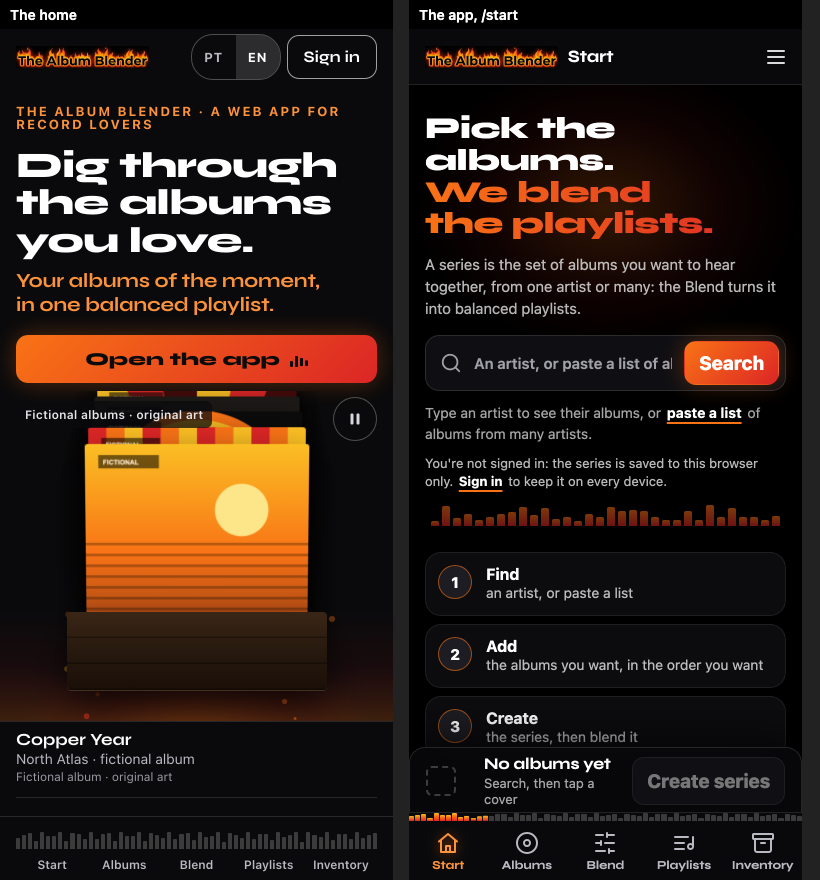 The home
The Album Blender
PT
EN
Sign in
THE ALBUM BLENDER · A WEB APP FOR
RECORD LOVERS
Dig through
the albums
you love.
Your albums of the moment,
in one balanced playlist.
Open the app
Fictional albums · original art
FICTIONAL
Copper Year
North Atlas · fictional album
Fictional album · original art
Start
Albums
Blend
Playlists
Inventory
The app, /start
The Album Blender
Start
Pick the
albums.
We blend
the playlists.
A series is the set of albums you want to hear
together, from one artist or many: the Blend turns it
into balanced playlists.
An artist, or paste a list of al
Search
Type an artist to see their albums, or paste a list of
albums from many artists.
You're not signed in: the series is saved to this browser
only. Sign in to keep it on every device.
1
Find
an artist, or paste a list
2
Add
the albums you want, in the order you want
3
Create
the series, then blend it
No albums yet
Search, then tap a
cover
Create series
Start
Albums
Blend
Playlists
Inventory